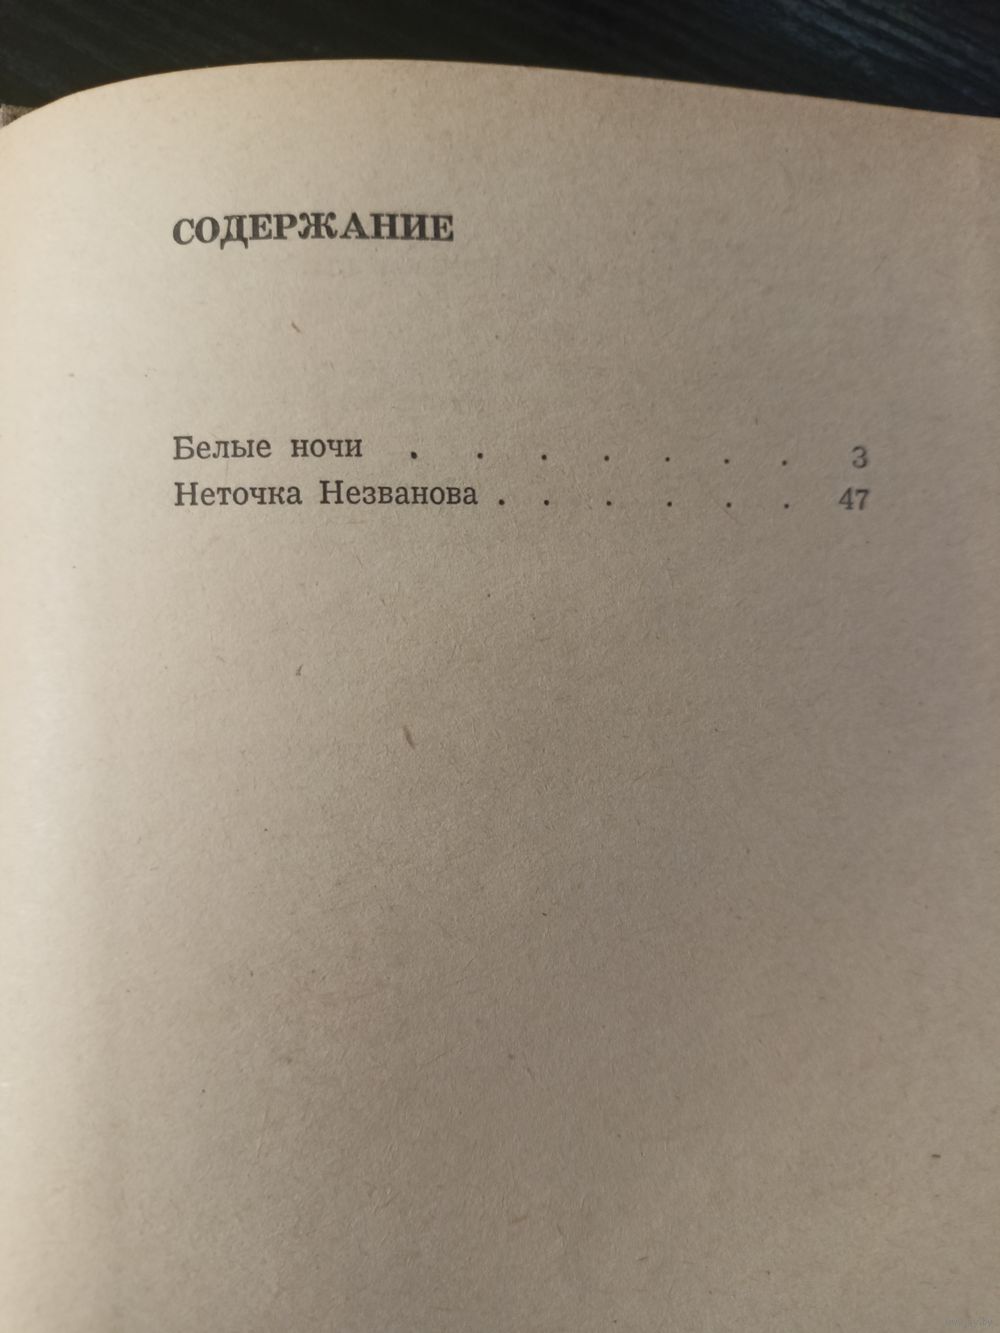 СОДЕРЖАНИЕ
Белые ночи . . . . . . . 3
Неточка Незванова . . . . . . 47